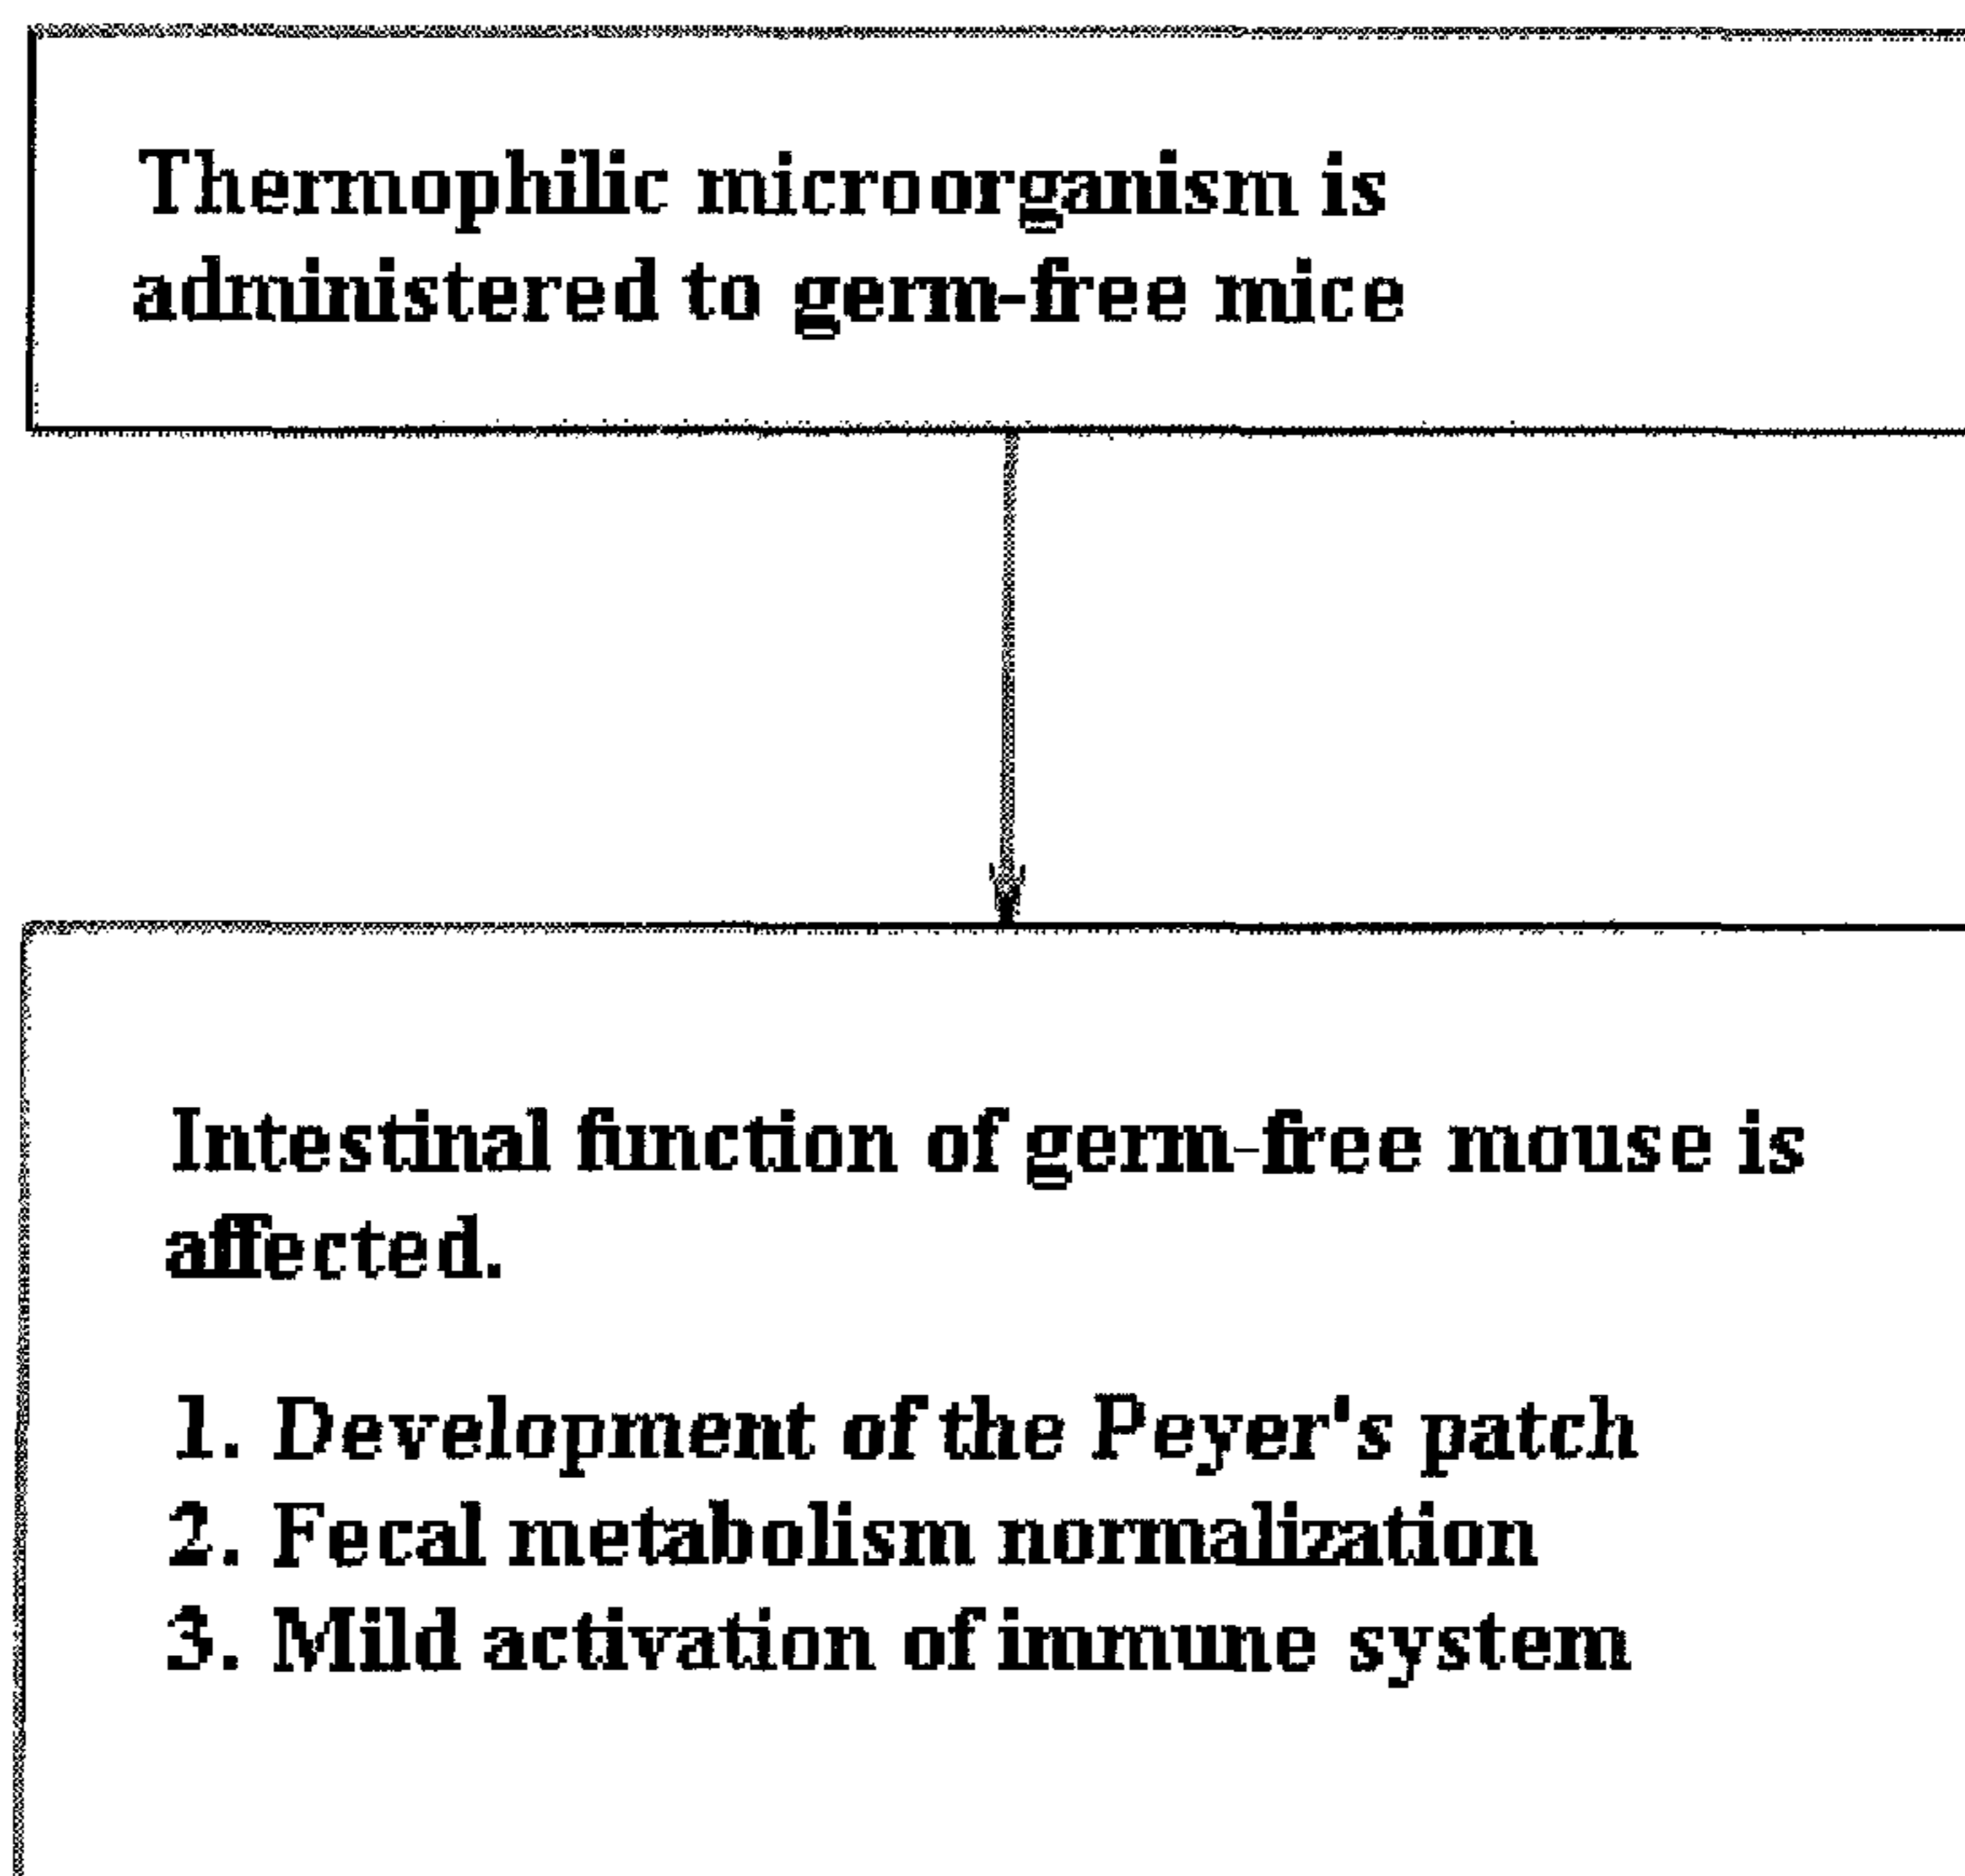 Thermophilic microorganism is
administered to germ-free mice
Intestinal function of germ-free mouse is
affected.
1. Development of the Peyer's patch
2. Fecal metabolism normalization
3. Mild activation of immune system